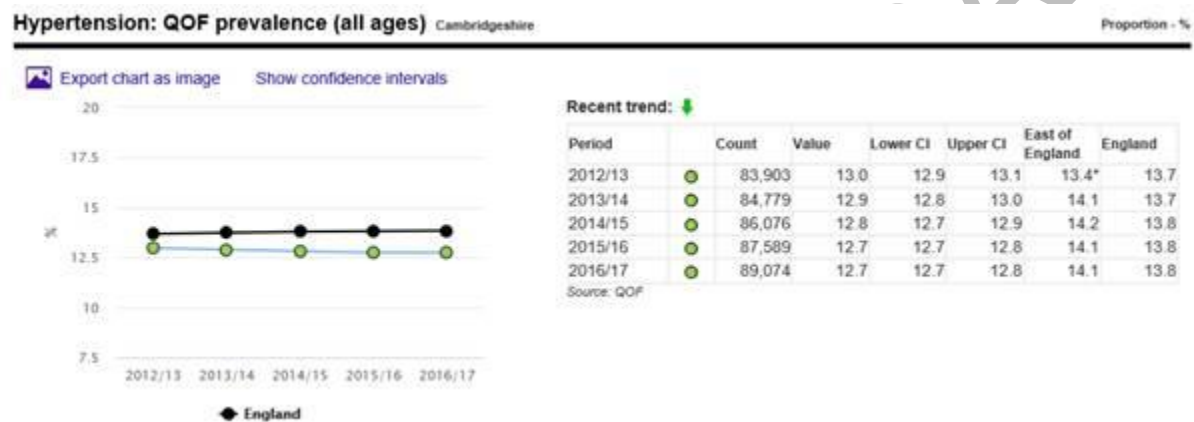 Hypertension: QOF prevalence (all ages) Cambridgeshire Proportion - %
Export chart as image Show confidence intervals
20
17.5
15
%
12.5
10
7.5
2012/13 2013/14 2014/15 2015/16 2016/17
England
Recent trend:
Period Count Value Lower CI Upper CI East of England England
2012/13 83,903 13.0 12.9 13.1 13.4* 13.7
2013/14 84,779 12.9 12.8 13.0 14.1 13.7
2014/15 86,076 12.8 12.7 12.9 14.2 13.8
2015/16 87,589 12.7 12.7 12.8 14.1 13.8
2016/17 89,074 12.7 12.7 12.8 14.1 13.8
Source: QOF